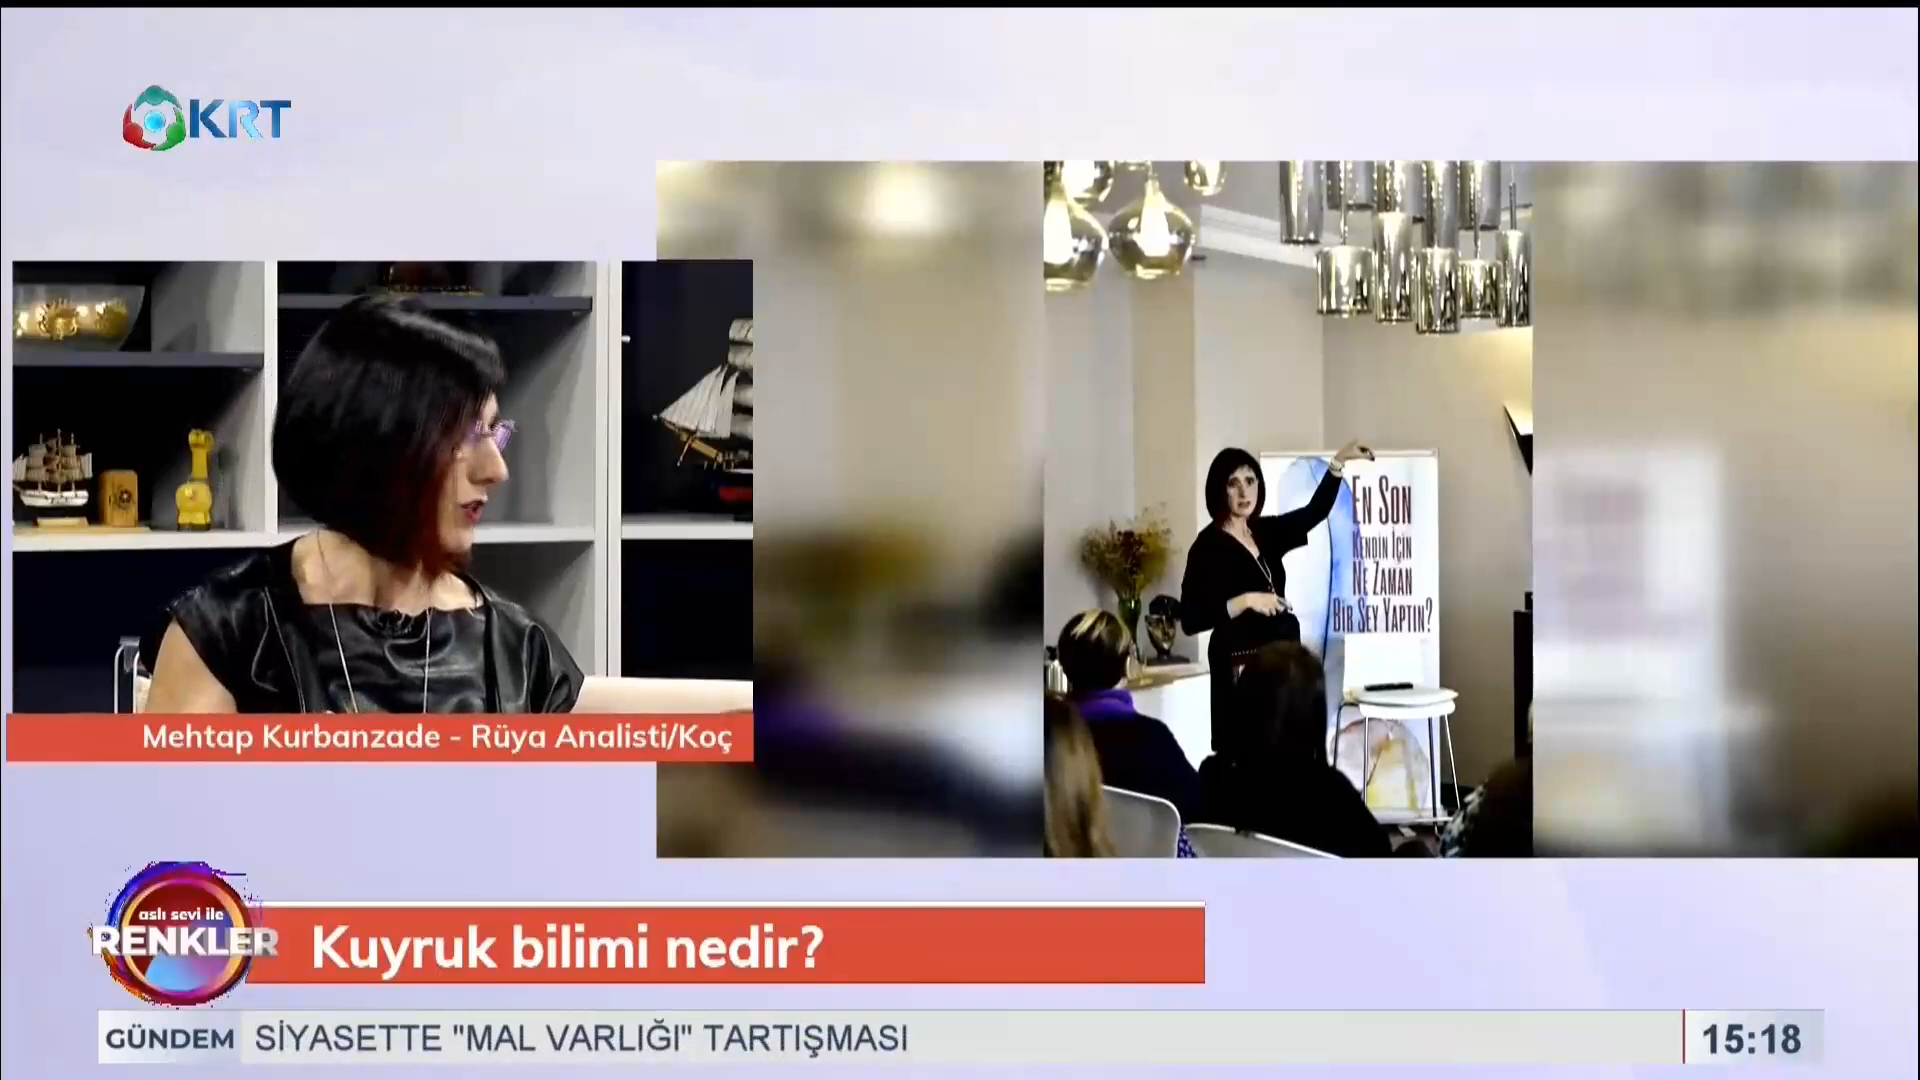 KRT
En Son
Kendin İçin
Ne Zaman
Bir Şey Yaptın?
Mehtap Kurbanzade - Rüya Analisti/Koç
aslı sevi ile
RENKLER
Kuyruk bilimi nedir?
GÜNDEM SİYASETTE "MAL VARLIĞI" TARTIŞMASI
15:18